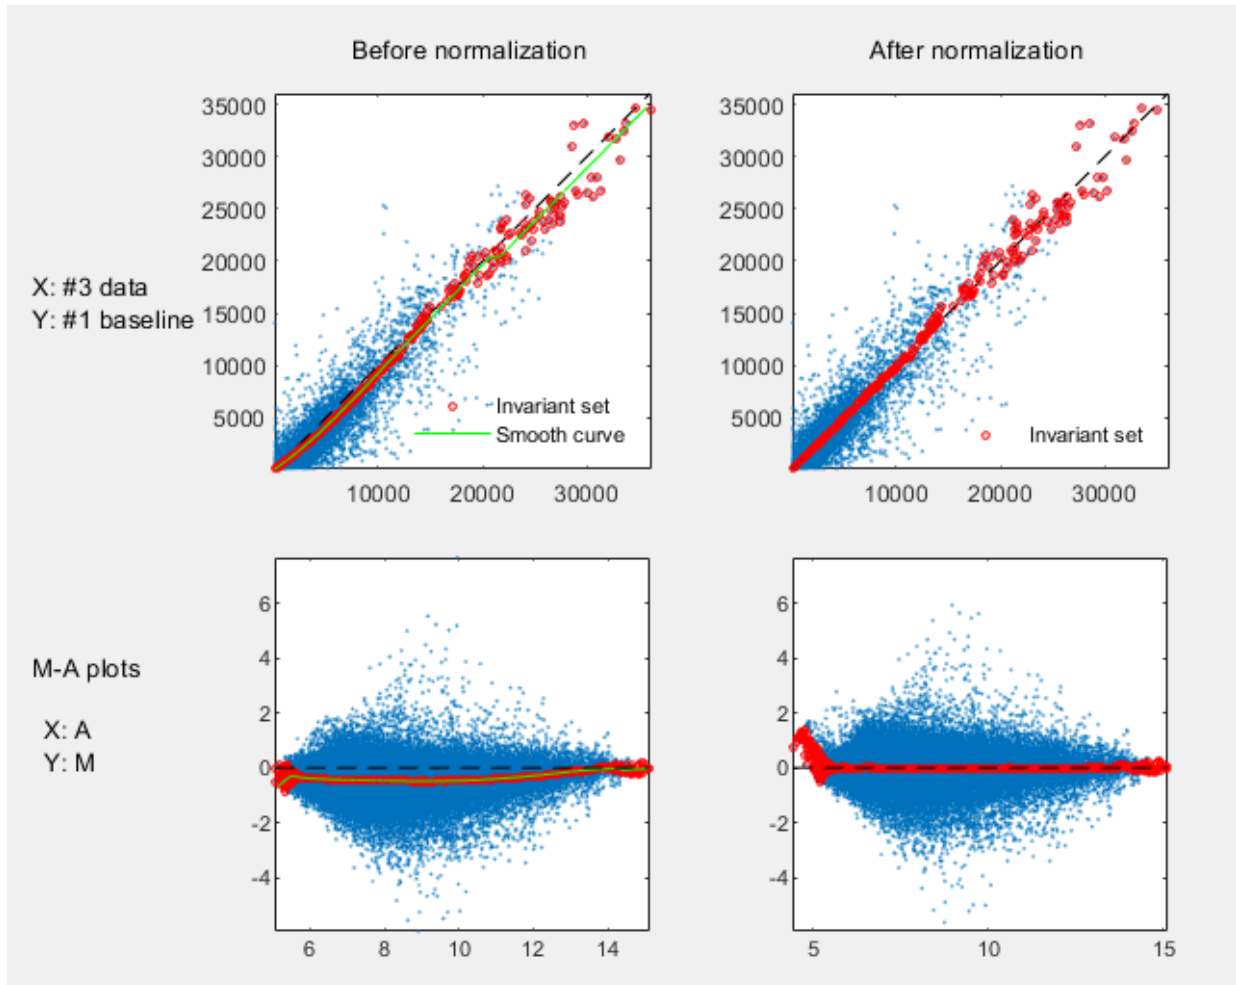 Before normalization
After normalization
X: #3 data
Y: #1 baseline
35000
30000
25000
20000
15000
10000
5000
10000 20000 30000
Invariant set
Smooth curve
35000
30000
25000
20000
15000
10000
5000
10000 20000 30000
Invariant set
M-A plots
X: A
Y: M
6
4
2
0
-2
-4
6 8 10 12 14
6
4
2
0
-2
-4
5 10 15